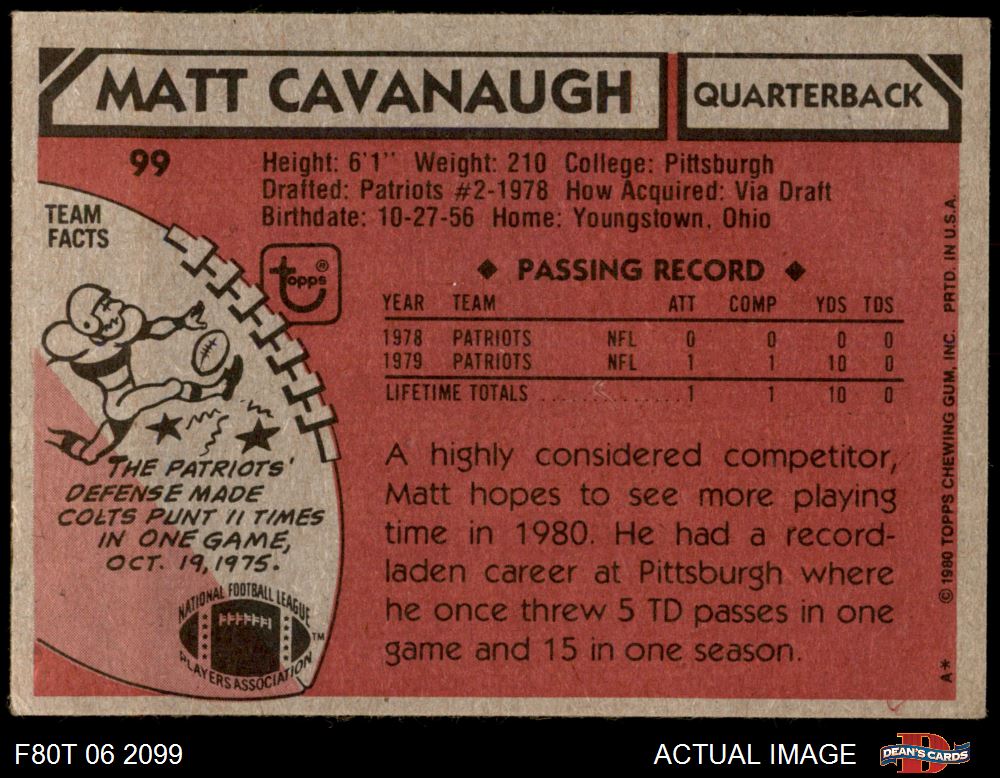 MATT CAVANAUGH
QUARTERBACK
99
Height: 6'1" Weight: 210 College: Pittsburgh
Drafted: Patriots #2-1978 How Acquired: Via Draft
Birthdate: 10-27-56 Home: Youngstown, Ohio
TEAM
FACTS
topps®
◆ PASSING RECORD ◆
YEAR TEAM ATT COMP YDS TDS
1978 PATRIOTS NFL 0 0 0 0
1979 PATRIOTS NFL 1 1 10 0
LIFETIME TOTALS . . . . . . . . . . . . . . 1 1 10 0
A highly considered competitor,
Matt hopes to see more playing
time in 1980. He had a record-
laden career at Pittsburgh where
he once threw 5 TD passes in one
game and 15 in one season.
THE PATRIOTS'
DEFENSE MADE
COLTS PUNT 11 TIMES
IN ONE GAME,
OCT. 19, 1975.
NATIONAL FOOTBALL LEAGUE
PLAYERS ASSOCIATION
TM
A* © 1980 TOPPS CHEWING GUM, INC. PRTD. IN U.S.A.
F80T 06 2099
ACTUAL IMAGE
DEAN'S CARDS